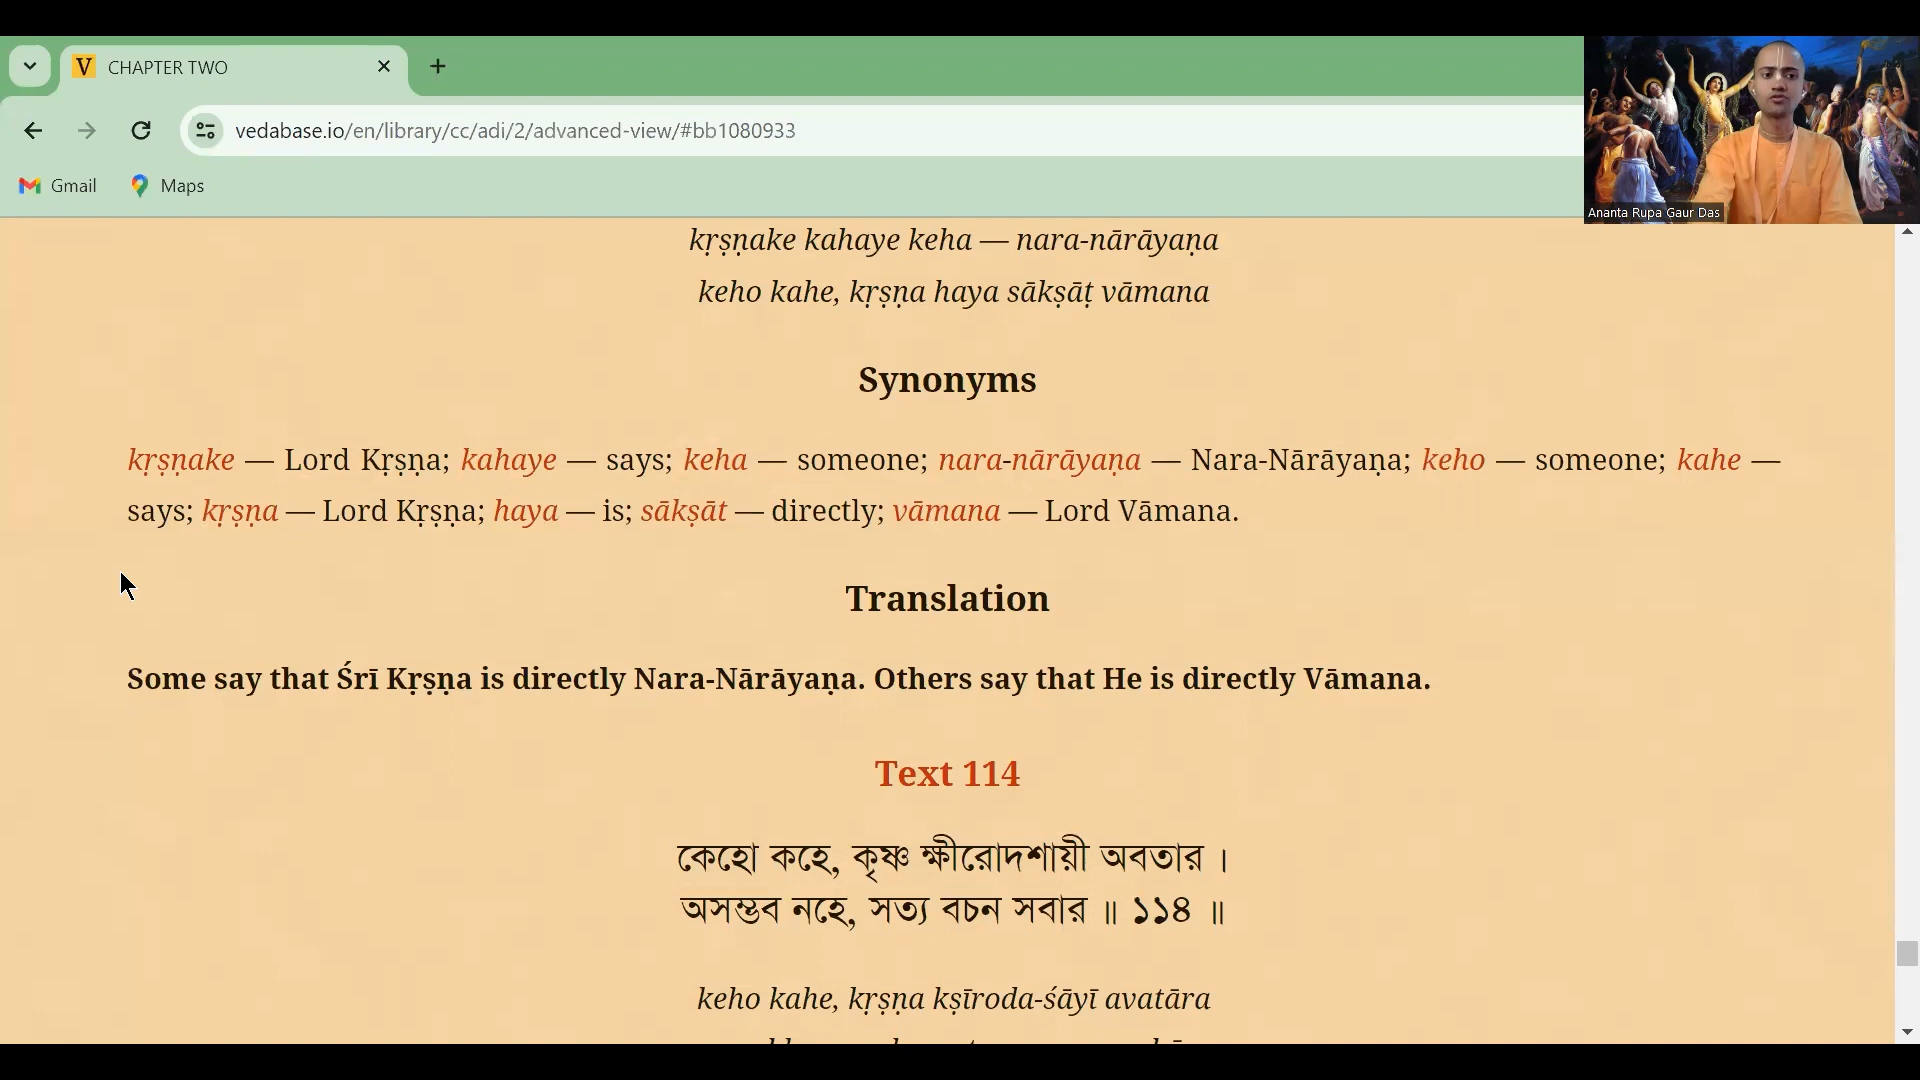 V CHAPTER TWO
vedabase.io/en/library/cc/adi/2/advanced-view/#bb1080933
Gmail Maps
Ananta Rupa Gaur Das
kṛṣṇake kahaye keha — nara-nārāyaṇa
keho kahe, kṛṣṇa haya sākṣāṭ vāmana
Synonyms
kṛṣṇake — Lord Kṛṣṇa; kahaye — says; keha — someone; nara-nārāyaṇa — Nara-Nārāyaṇa; keho — someone; kahe —
says; kṛṣṇa — Lord Kṛṣṇa; haya — is; sākṣāt — directly; vāmana — Lord Vāmana.
Translation
Some say that Śrī Kṛṣṇa is directly Nara-Nārāyaṇa. Others say that He is directly Vāmana.
Text 114
কেহো কহে, কৃষ্ণ ক্ষীরোদশায়ী অবতার ।
অসম্ভব নহে, সত্য বচন সবার ॥ ১১৪ ॥
keho kahe, kṛṣṇa kṣīroda-śāyī avatāra